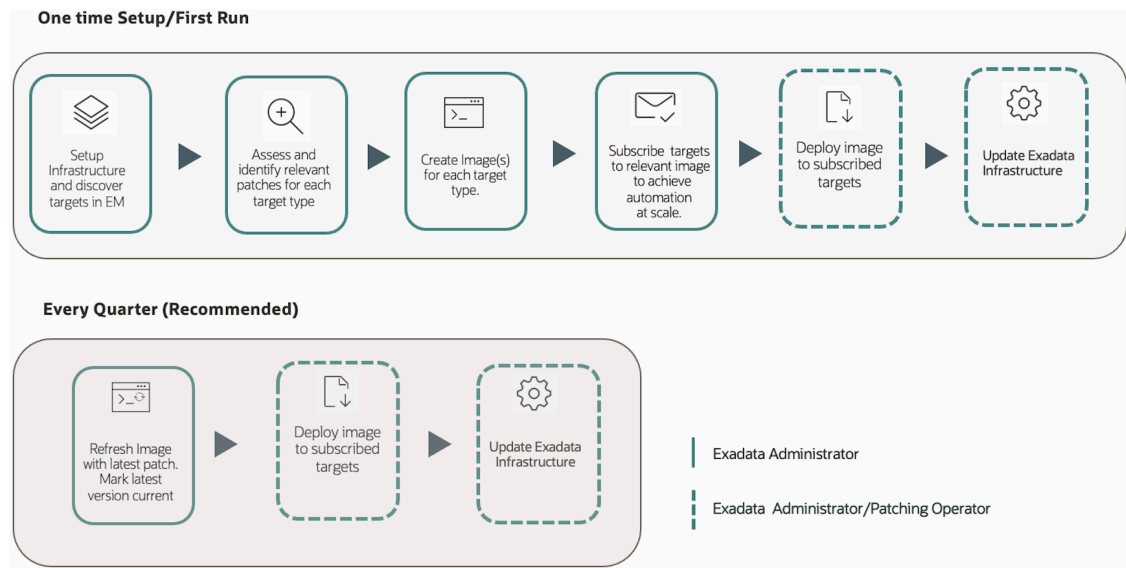 One time Setup/First Run
Setup
Infrastructure
and discover
targets in EM
Assess and
identify relevant
patches for each
target type
Create Image(s)
for each target
type.
Subscribe targets
to relevant image
to achieve
automation
at scale.
Deploy image
to subscribed
targets
Update Exadata
Infrastructure
Every Quarter (Recommended)
Refresh Image
with latest patch.
Mark latest
version current
Deploy image
to subscribed
targets
Update Exadata
Infrastructure
Exadata Administrator
Exadata Administrator/Patching Operator